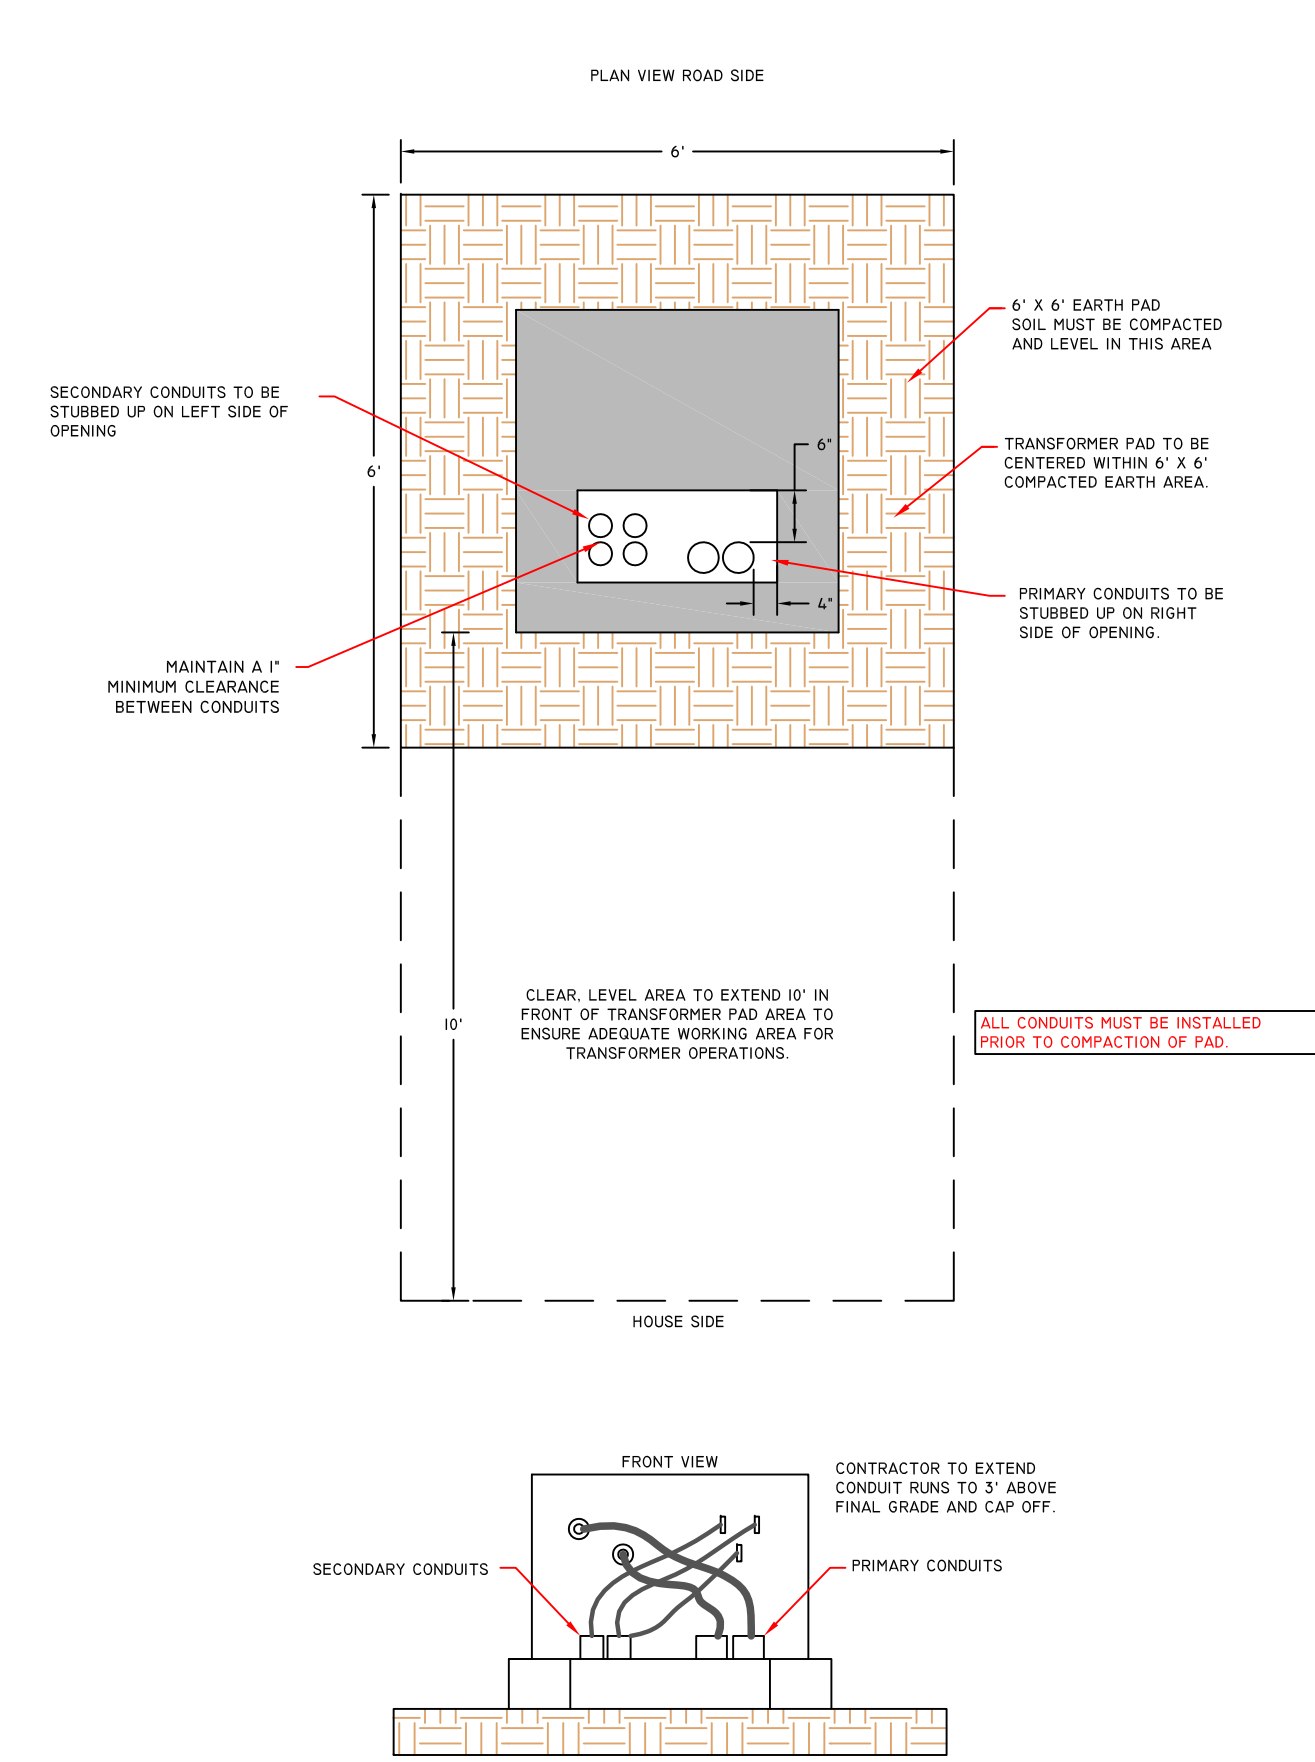 PLAN VIEW ROAD SIDE
6'
6' X 6' EARTH PAD
SOIL MUST BE COMPACTED
AND LEVEL IN THIS AREA
SECONDARY CONDUITS TO BE
STUBBED UP ON LEFT SIDE OF
OPENING
6"
TRANSFORMER PAD TO BE
CENTERED WITHIN 6' X 6'
COMPACTED EARTH AREA.
6'
PRIMARY CONDUITS TO BE
STUBBED UP ON RIGHT
SIDE OF OPENING.
4"
MAINTAIN A 1"
MINIMUM CLEARANCE
BETWEEN CONDUITS
CLEAR, LEVEL AREA TO EXTEND 10' IN
FRONT OF TRANSFORMER PAD AREA TO
ENSURE ADEQUATE WORKING AREA FOR
TRANSFORMER OPERATIONS.
10'
ALL CONDUITS MUST BE INSTALLED
PRIOR TO COMPACTION OF PAD.
HOUSE SIDE
FRONT VIEW
CONTRACTOR TO EXTEND
CONDUIT RUNS TO 3' ABOVE
FINAL GRADE AND CAP OFF.
SECONDARY CONDUITS
PRIMARY CONDUITS